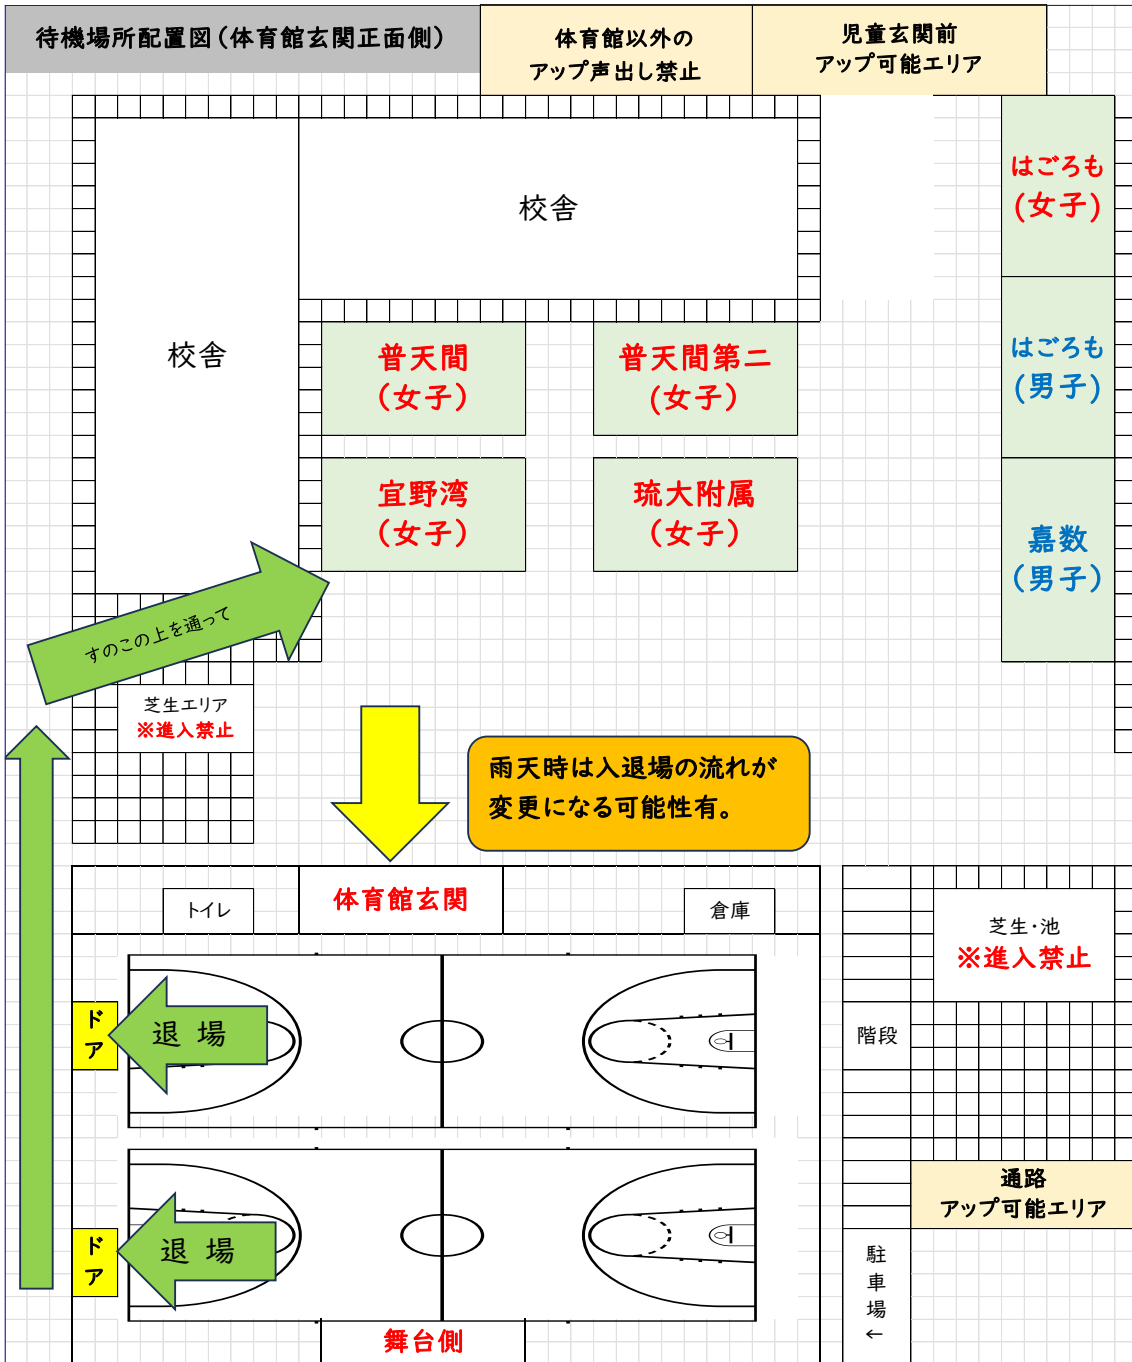 待機場所配置図(体育館玄関正面側)
体育館以外の
アップ声出し禁止
児童玄関前
アップ可能エリア
校舎
校舎
はごろも
(女子)
はごろも
(男子)
嘉数
(男子)
普天間
(女子)
普天間第二
(女子)
宜野湾
(女子)
琉大附属
(女子)
すのこの上を通って
芝生エリア
※進入禁止
雨天時は入退場の流れが
変更になる可能性有。
トイレ
体育館玄関
倉庫
芝生・池
※進入禁止
ドア
退 場
階段
通路
アップ可能エリア
ドア
退 場
駐車場←
舞台側